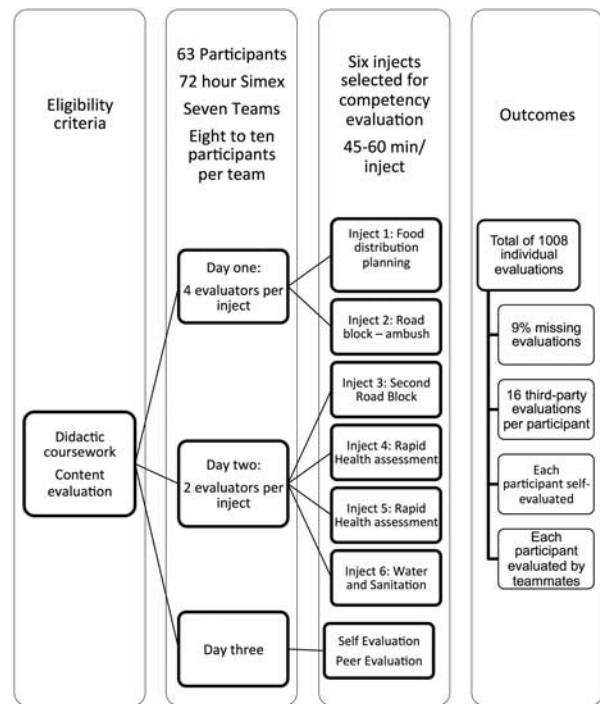 Eligibility
criteria
Didactic
coursework
Content
evaluation
63 Participants
72 hour Simex
Seven Teams
Eight to ten
participants
per team
Day one:
4 evaluators per
inject
Day two:
2 evaluators per
inject
Day three
Six injects
selected for
competency
evaluation
45-60 min/
inject
Inject 1: Food
distribution
planning
Inject 2: Road
block – ambush
Inject 3: Second
Road Block
Inject 4: Rapid
Health assessment
Inject 5: Rapid
Health assessment
Inject 6: Water
and Sanitation
Self Evaluation
Peer Evaluation
Outcomes
Total of 1008
individual
evaluations
9% missing
evaluations
16 third-party
evaluations
per participant
Each
participant self-
evaluated
Each
participant
evaluated by
teammates